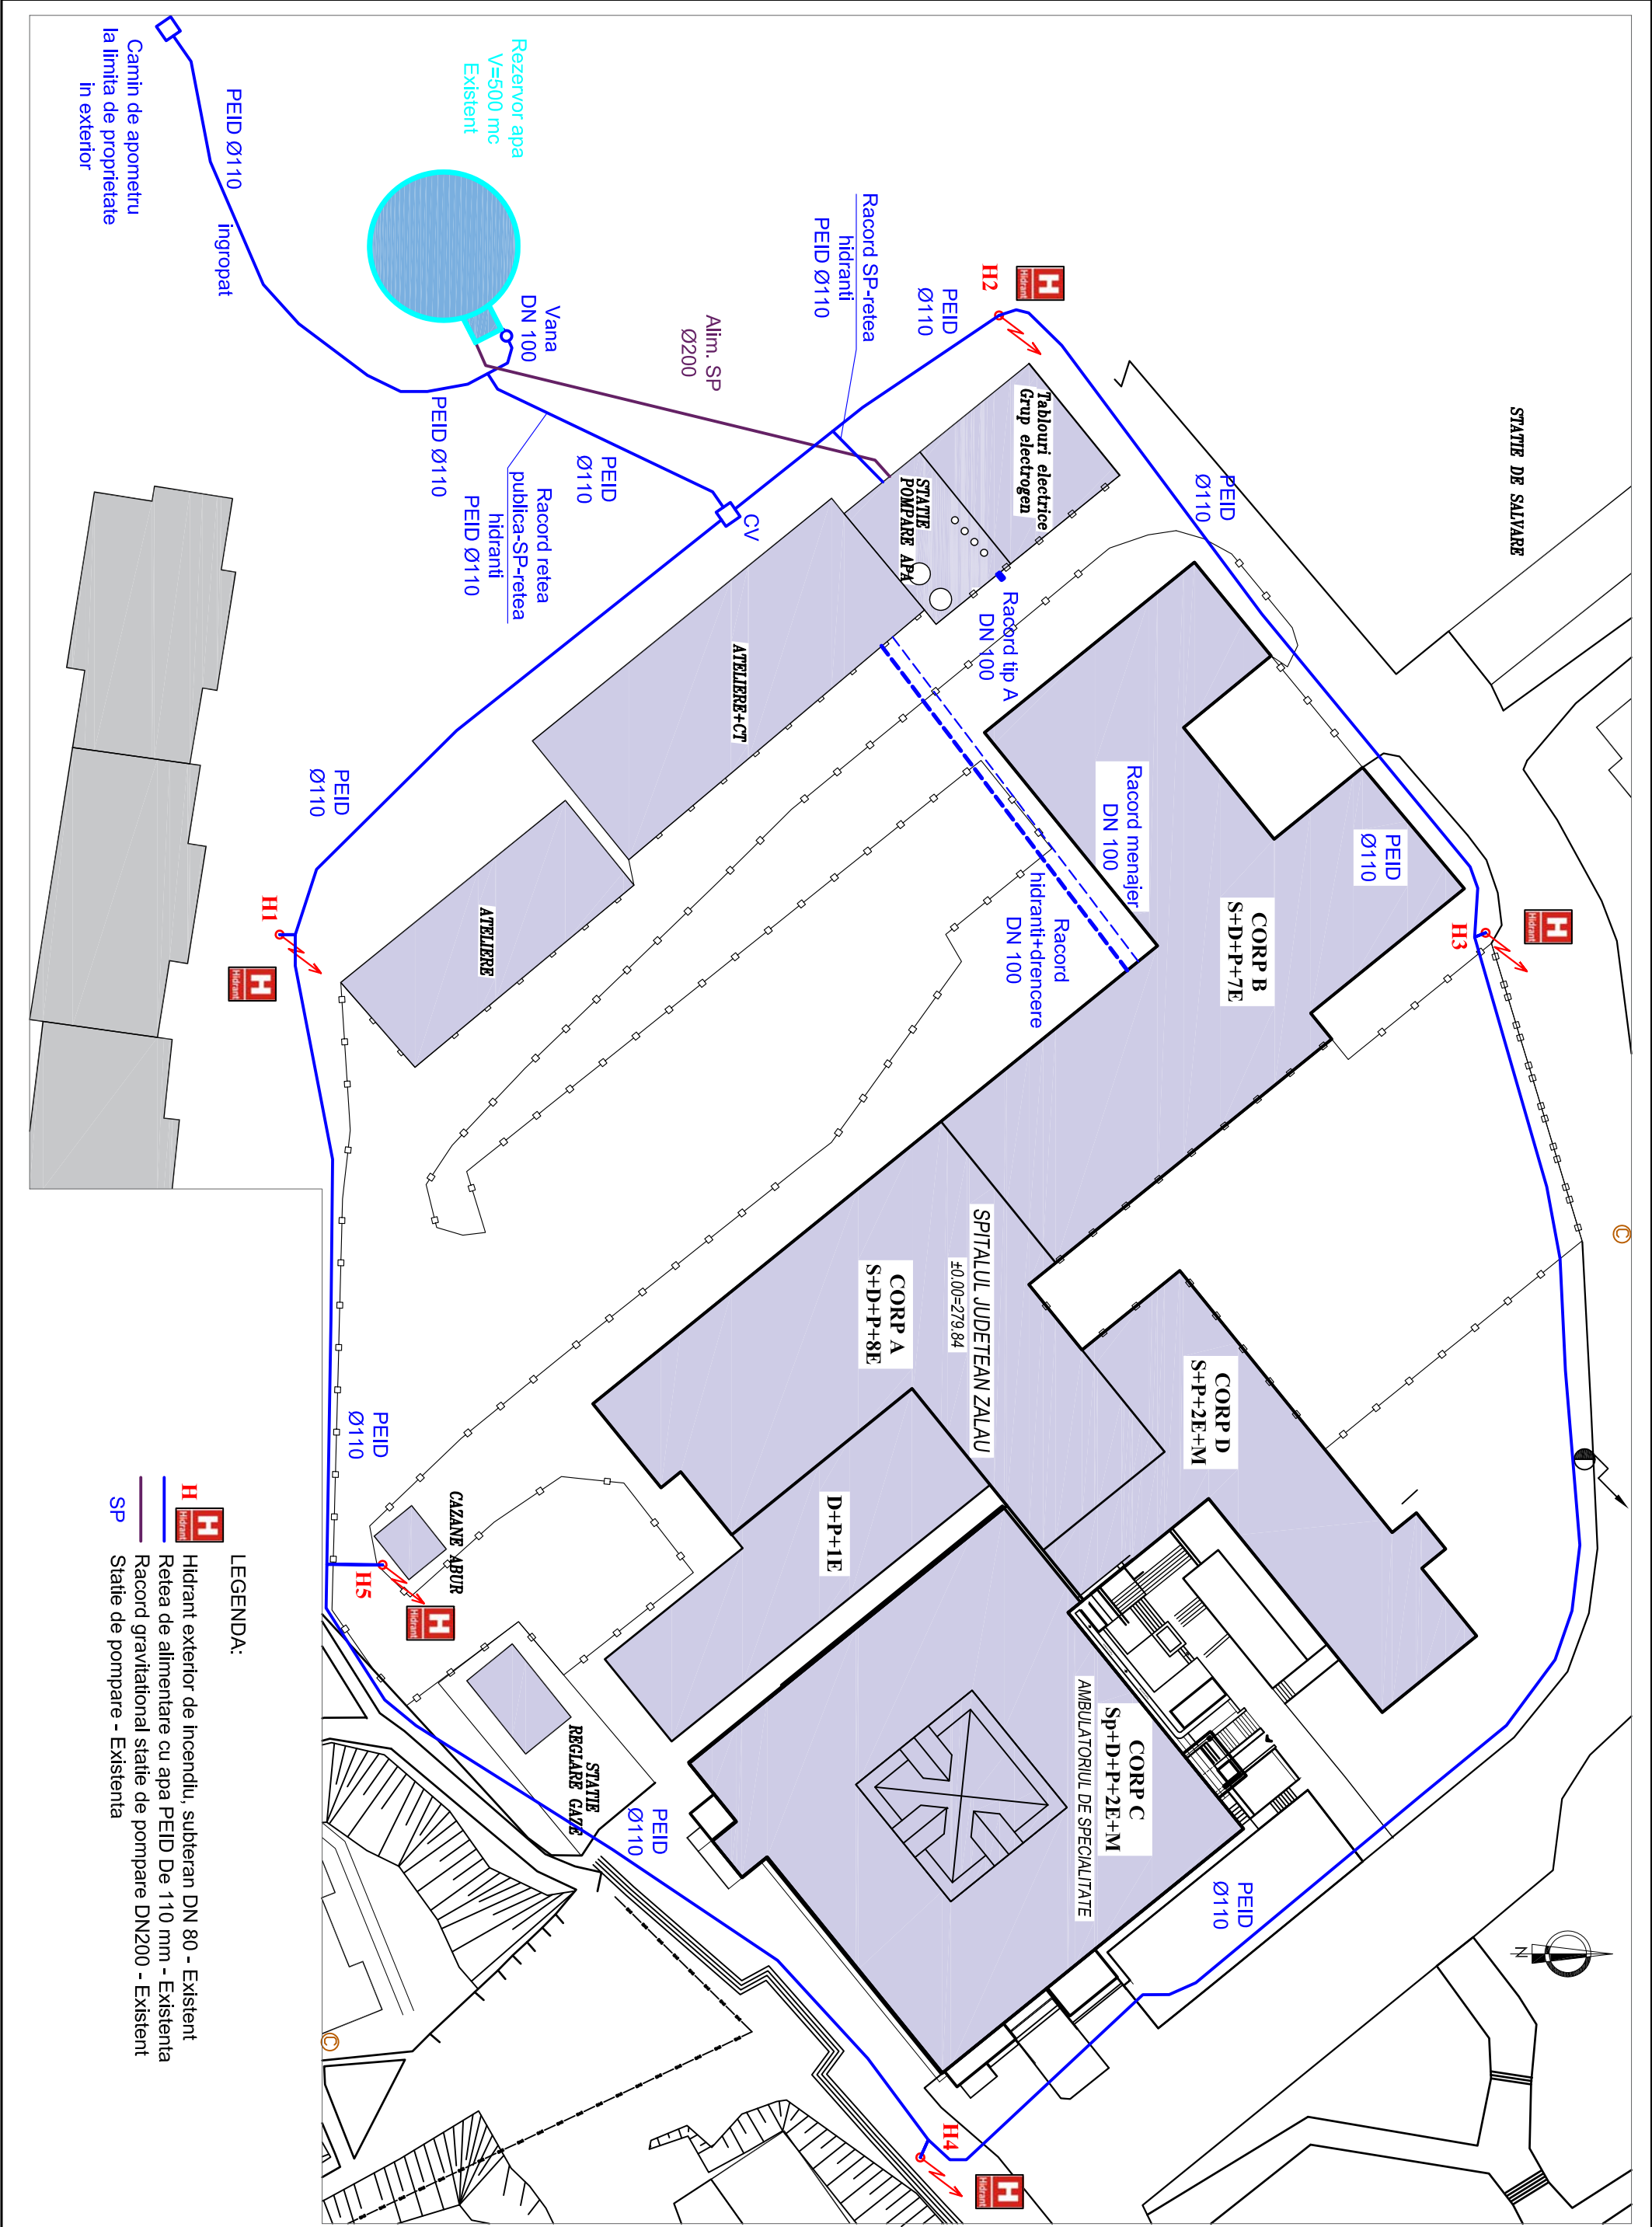 Camin de apometru
la limita de proprietate
in exterior
PEID Ø110
ingropat
Rezervor apa
V=500 mc
Existent
Vana
DN 100
PEID Ø110
Racord retea
publica-SP-retea
hidranti
PEID Ø110
PEID
Ø110
CV
Alim. SP
Ø200
Racord SP-retea
hidranti
PEID Ø110
PEID
Ø110
H2
H
Hidrant
Tablouri electrice
Grup electrogen
STATIE
POMPARE APA
Racord tip A
DN 100
STATIE DE SALVARE
PEID
Ø110
ATELIERE+CT
ATELIERE
PEID
Ø110
H1
H
Hidrant
Racord menajer
DN 100
Racord
hidranti+drencere
DN 100
PEID
Ø110
CORP B
S+D+P+7E
H3
H
Hidrant
©
SPITALUL JUDETEAN ZALAU
±0.00=279.84
CORP A
S+D+P+8E
CORP D
S+P+2E+M
D+P+1E
PEID
Ø110
CAZANE ABUR
H5
H
Hidrant
STATIE
REGLARE GAZE
PEID
Ø110
CORP C
Sp+D+P+2E+M
AMBULATORIUL DE SPECIALITATE
PEID
Ø110
N
H4
H
Hidrant
©
LEGENDA:
H H Hidrant Hidrant exterior de incendiu, subteran DN 80 - Existent
Retea de alimentare cu apa PEID De 110 mm - Existenta
Racord gravitational statie de pompare DN200 - Existent
SP Statie de pompare - Existenta